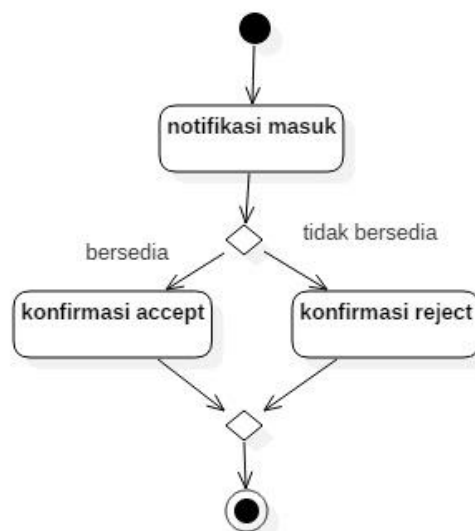 notifikasi masuk
tidak bersedia
bersedia
konfirmasi accept
konfirmasi reject